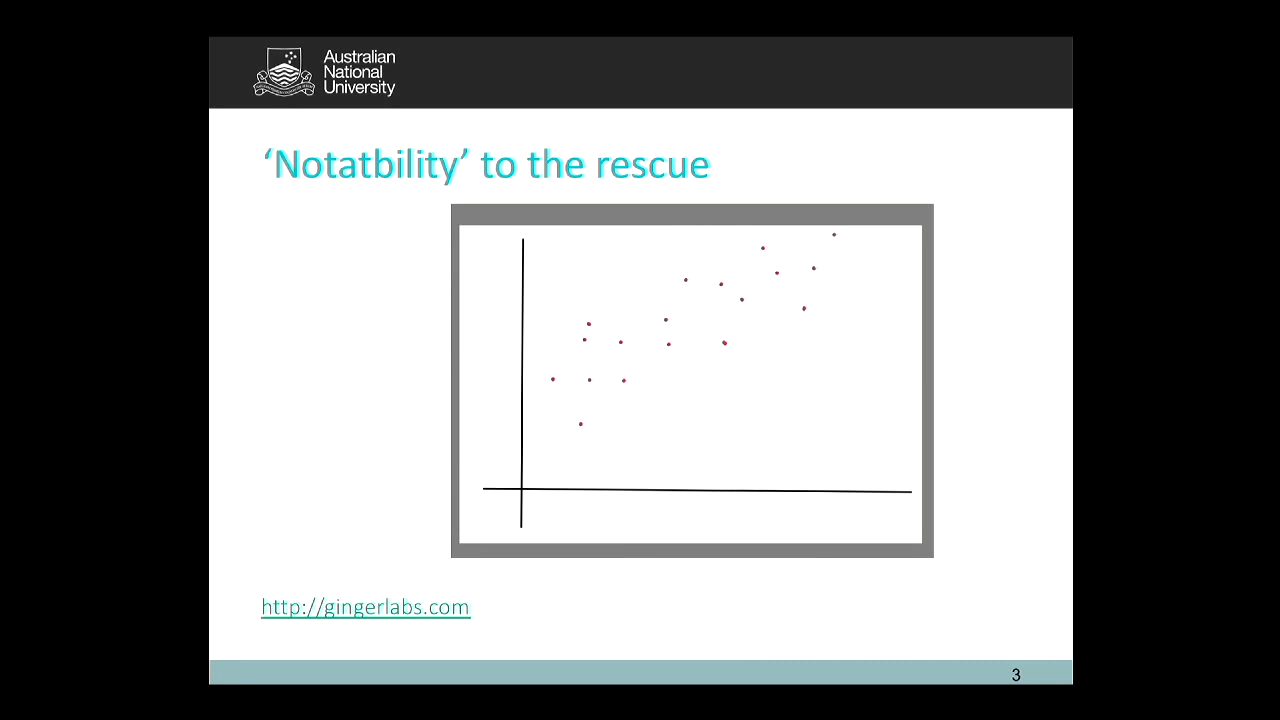 Australian
National
University
‘Notatbility’ to the rescue
http://gingerlabs.com
3